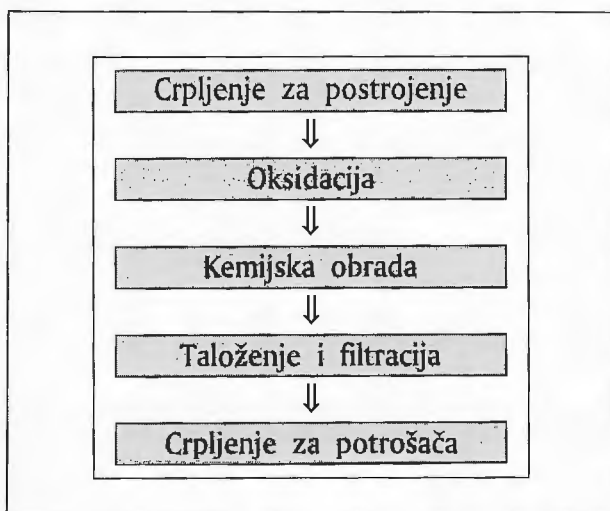 Crpljenje za postrojenje
⇓
Oksidacija
⇓
Kemijska obrada
⇓
Taloženje i filtracija
⇓
Crpljenje za potrošača